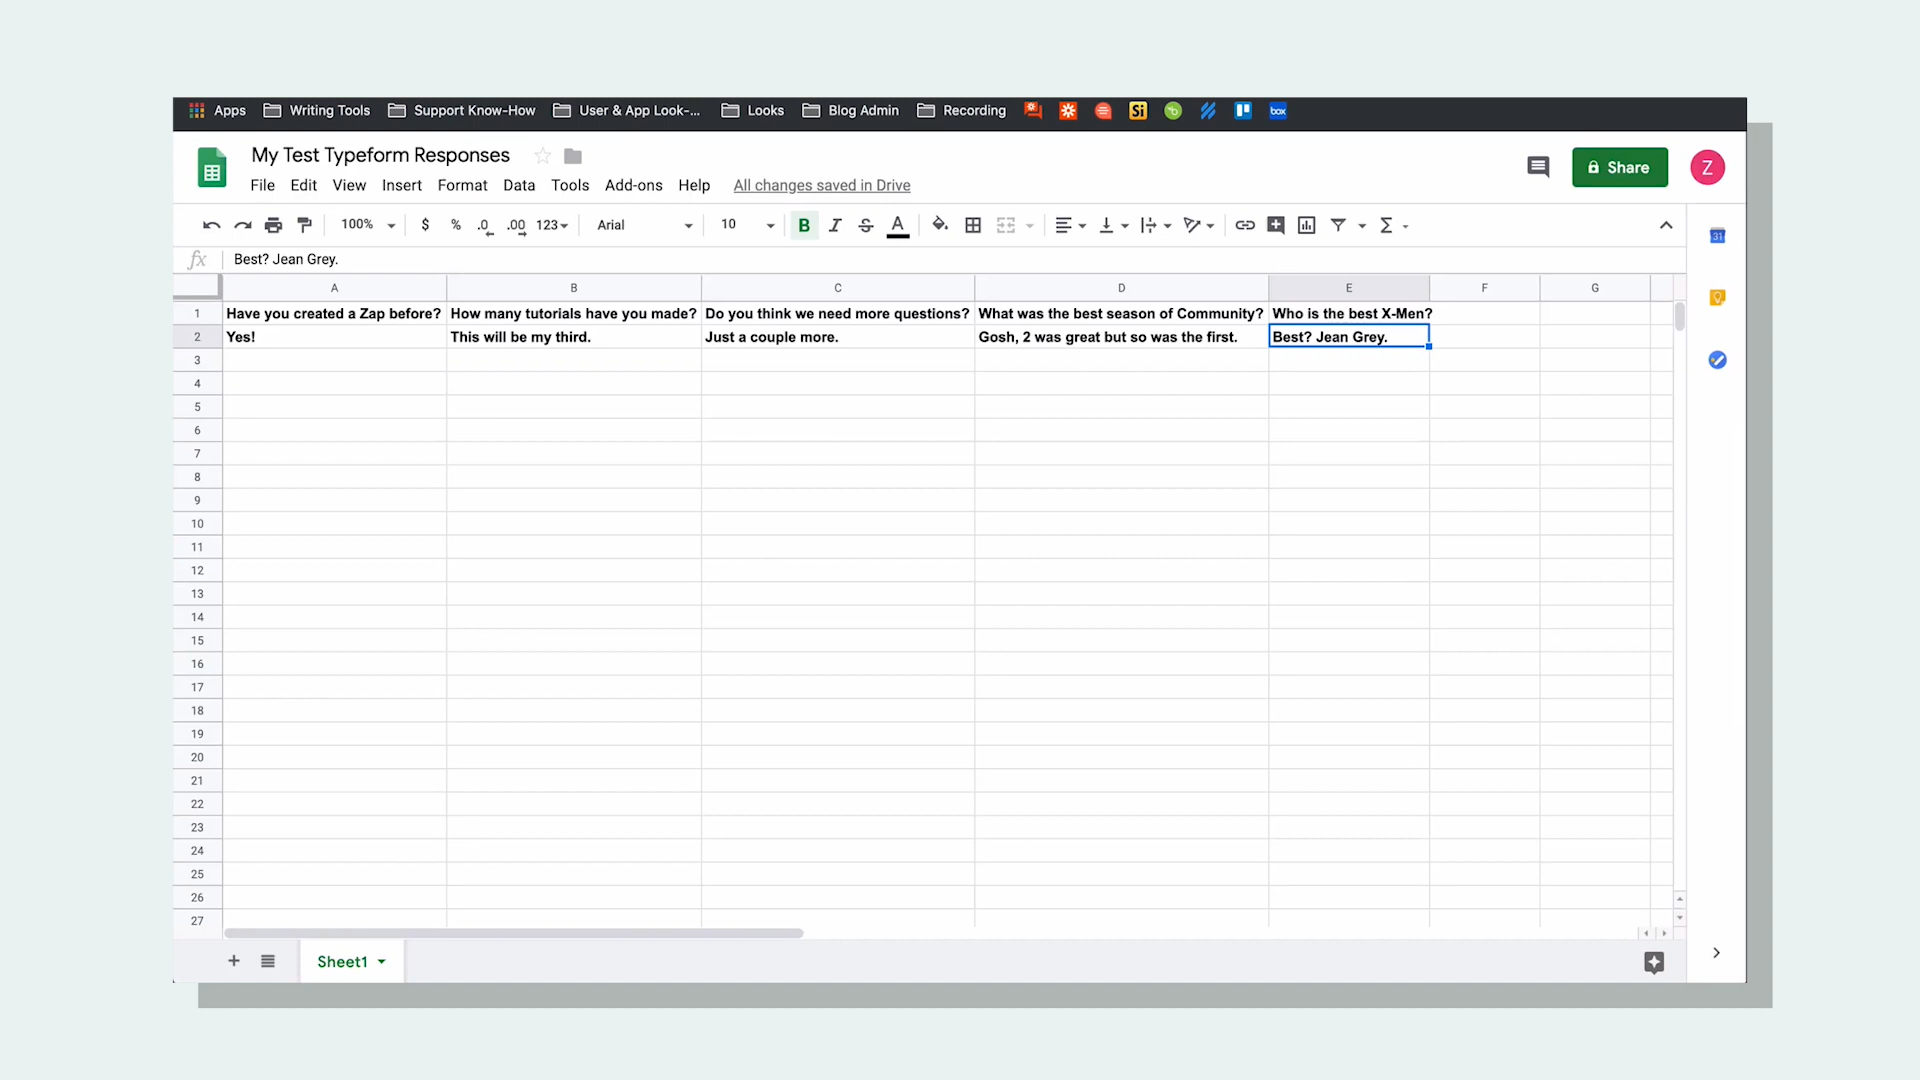 Apps Writing Tools Support Know-How User & App Look-... Looks Blog Admin Recording Si box
My Test Typeform Responses
Share
Z
File Edit View Insert Format Data Tools Add-ons Help All changes saved in Drive
100% $ % .0 .00 123 Arial 10 B I S A Σ
31
fx Best? Jean Grey.
A B C D E F G
1 Have you created a Zap before? How many tutorials have you made? Do you think we need more questions? What was the best season of Community? Who is the best X-Men?
2 Yes! This will be my third. Just a couple more. Gosh, 2 was great but so was the first. Best? Jean Grey.
3
4
5
6
7
8
9
10
11
12
13
14
15
16
17
18
19
20
21
22
23
24
25
26
27
+ Sheet1